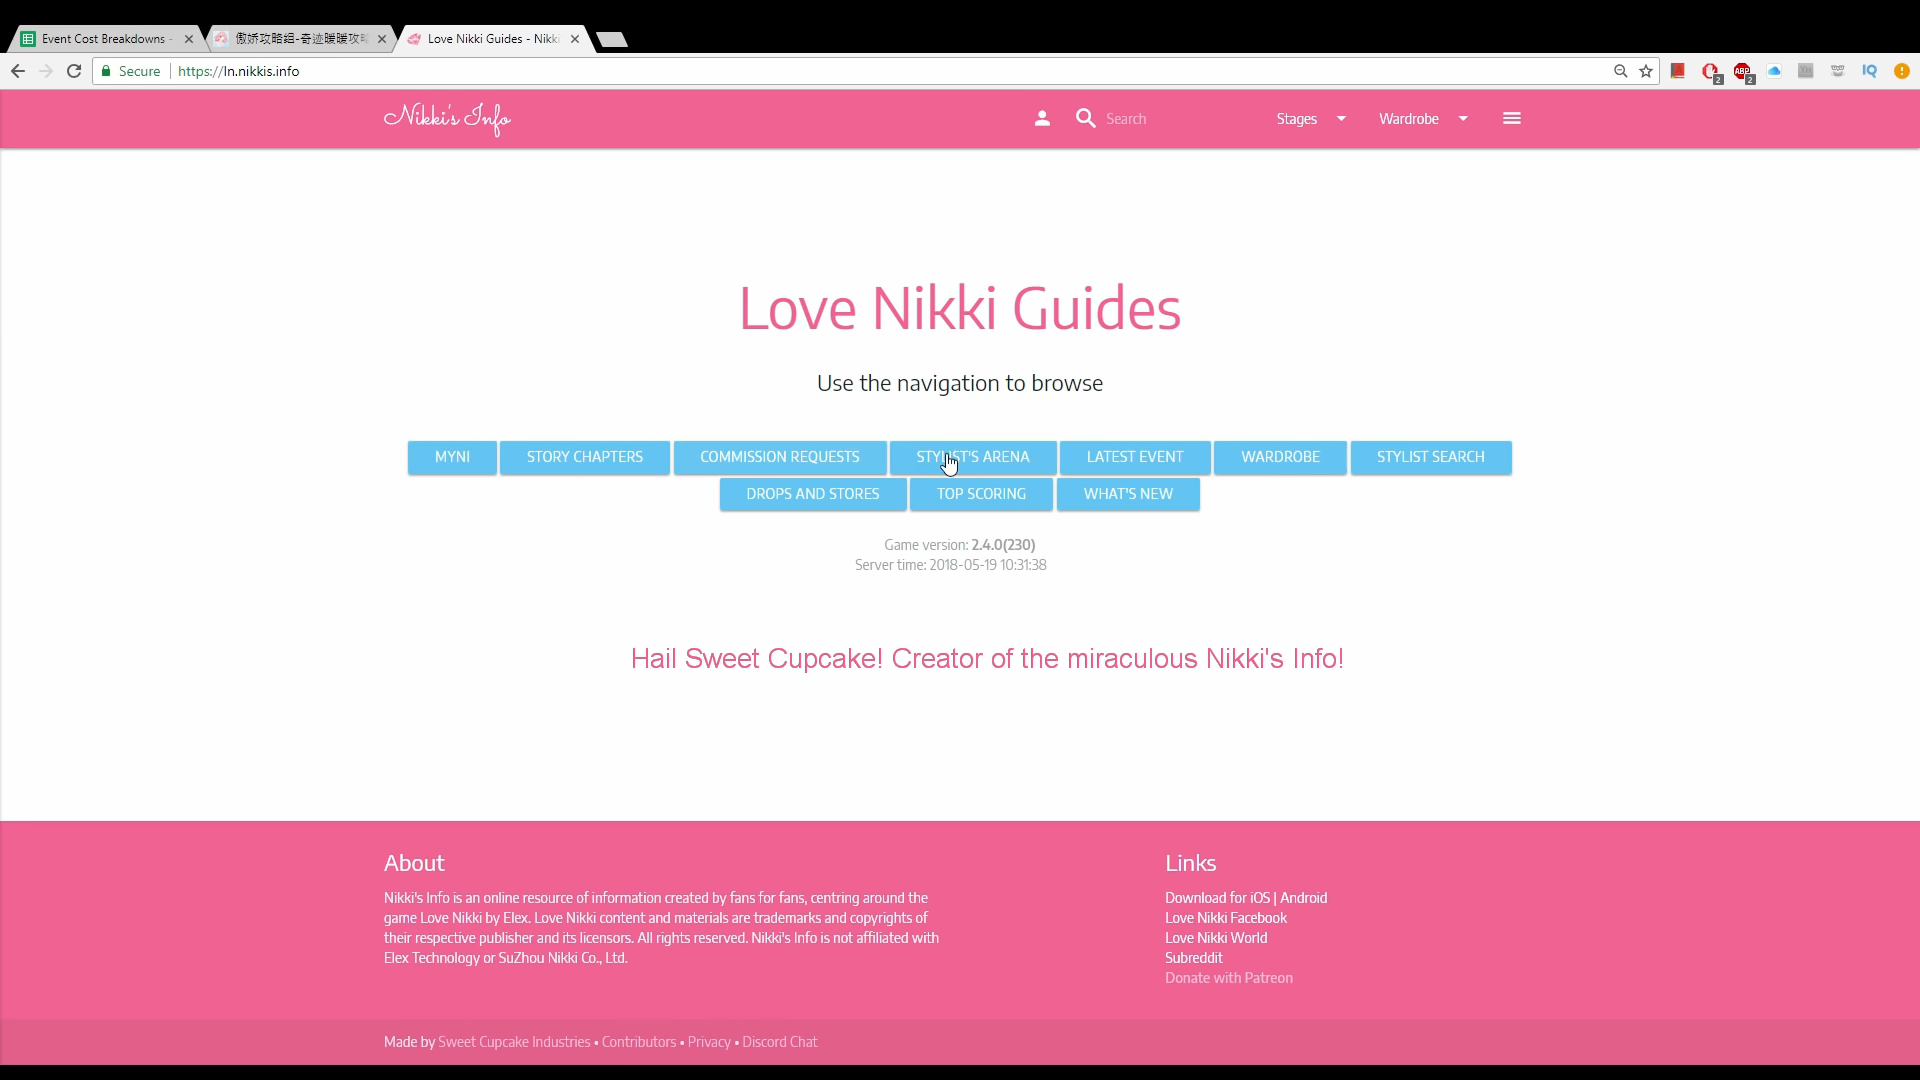 Event Cost Breakdowns -
傲娇攻略组-奇迹暖暖攻略
Love Nikki Guides - Nikki
Secure https://ln.nikkis.info
2 ABP 2 IQ
Nikki's Info
Search
Stages
Wardrobe
Love Nikki Guides
Use the navigation to browse
MYNI STORY CHAPTERS COMMISSION REQUESTS STYLIST'S ARENA LATEST EVENT WARDROBE STYLIST SEARCH
DROPS AND STORES TOP SCORING WHAT'S NEW
Game version: 2.4.0(230)
Server time: 2018-05-19 10:31:38
Hail Sweet Cupcake! Creator of the miraculous Nikki's Info!
About
Nikki's Info is an online resource of information created by fans for fans, centring around the
game Love Nikki by Elex. Love Nikki content and materials are trademarks and copyrights of
their respective publisher and its licensors. All rights reserved. Nikki's Info is not affiliated with
Elex Technology or SuZhou Nikki Co., Ltd.
Links
Download for iOS | Android
Love Nikki Facebook
Love Nikki World
Subreddit
Donate with Patreon
Made by Sweet Cupcake Industries • Contributors • Privacy • Discord Chat